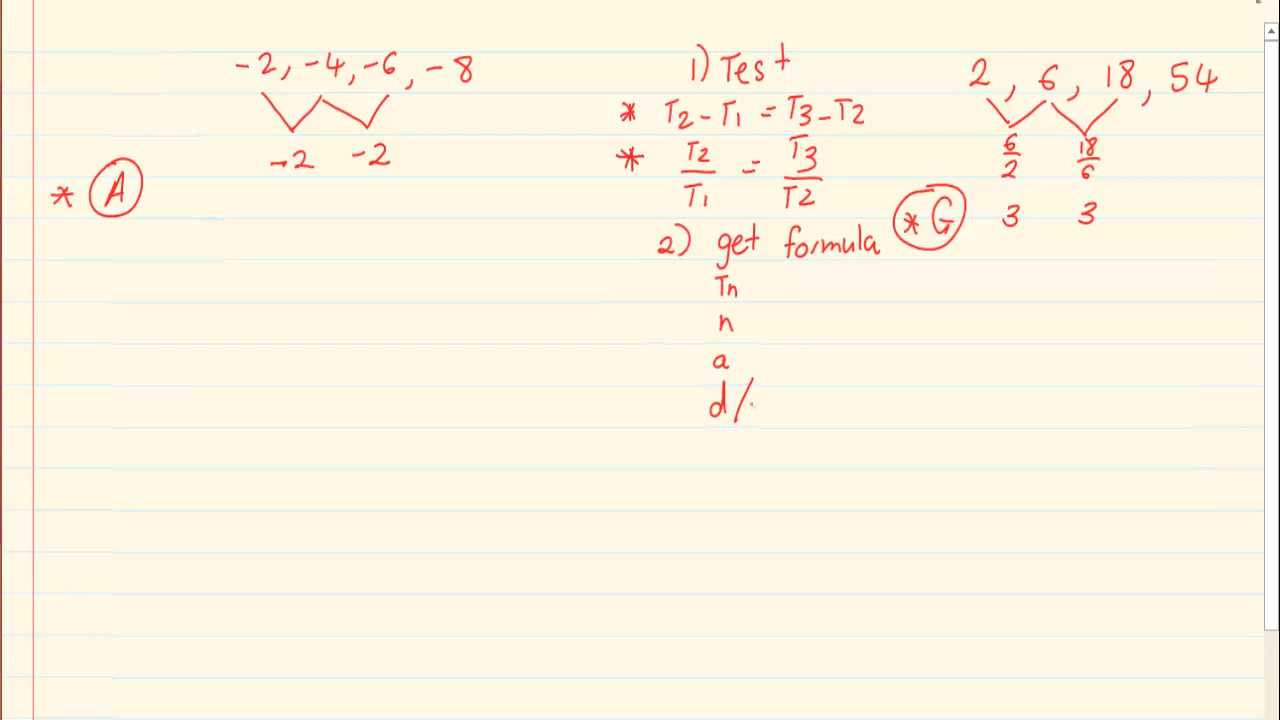 -2, -4, -6, -8
-2 -2
* A
1) Test
* T2 - T1 = T3 - T2
* T2/T1 = T3/T2
2) get formula
Tn
n
a
d/
2, 6, 18, 54
6/2 18/6
* G 3 3